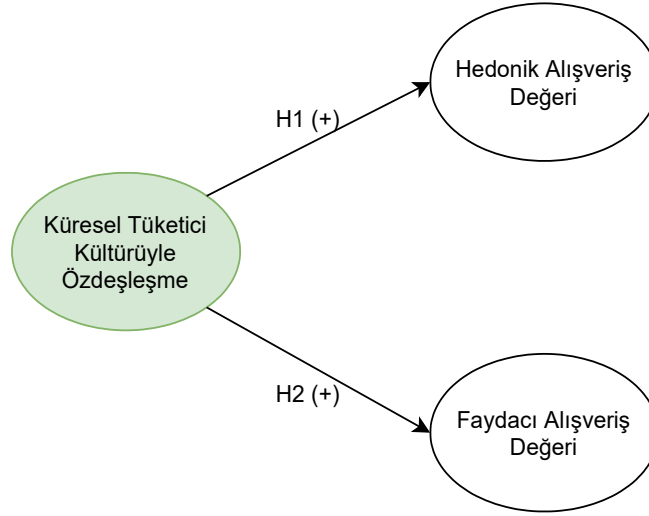 Hedonik Alışveriş
Değeri
H1 (+)
Küresel Tüketici
Kültürüyle
Özdeşleşme
H2 (+)
Faydacı Alışveriş
Değeri